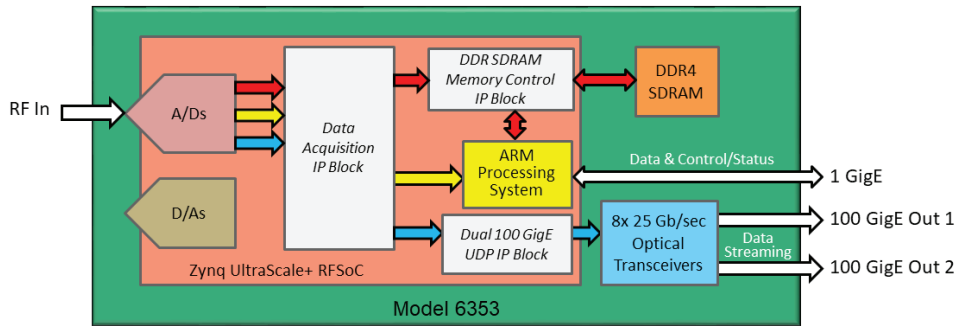 RF In
A/Ds
D/As
Data
Acquisition
IP Block
DDR SDRAM
Memory Control
IP Block
DDR4
SDRAM
ARM
Processing
System
Data & Control/Status
1 GigE
Dual 100 GigE
UDP IP Block
8x 25 Gb/sec
Optical
Transceivers
Data
Streaming
100 GigE Out 1
100 GigE Out 2
Zynq UltraScale+ RFSoC
Model 6353